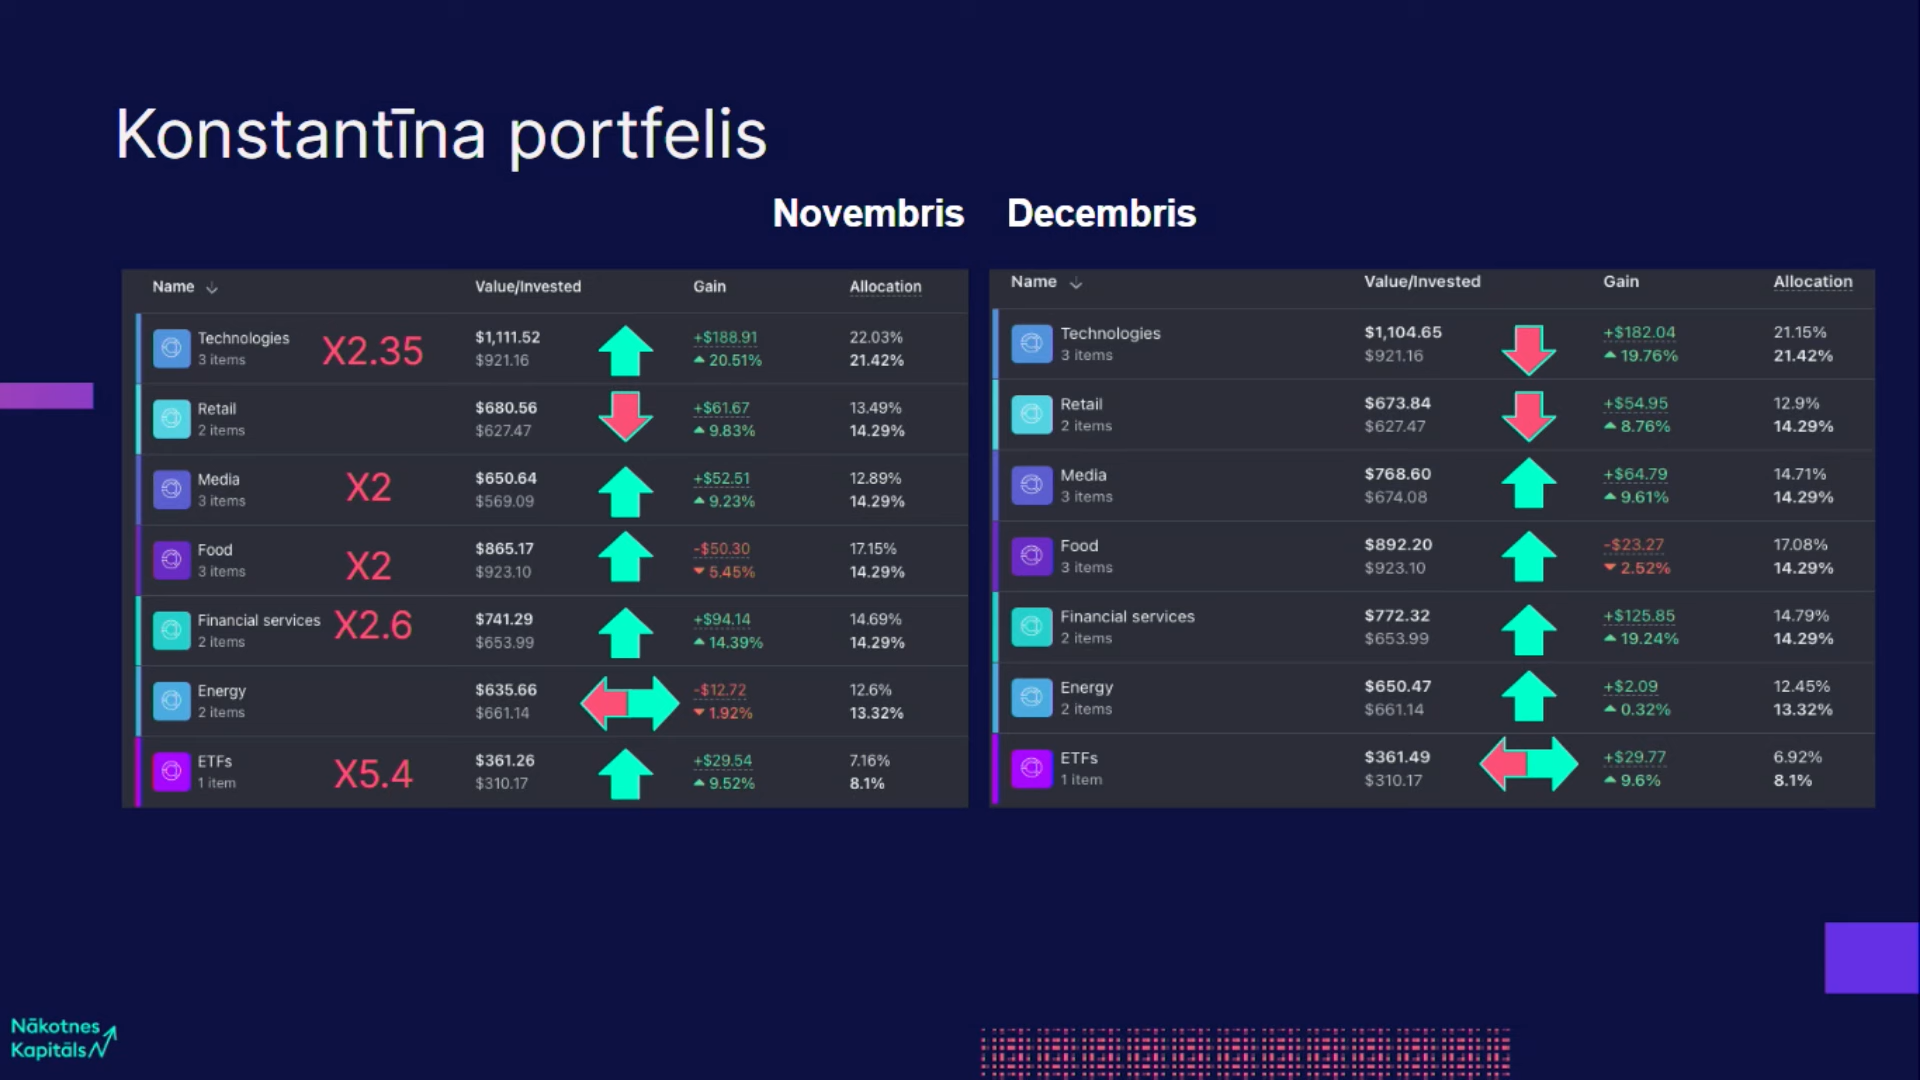 Konstantīna portfelis
Novembris
Name Value/Invested Gain Allocation
Technologies X2.35 $1,111.52 +$188.91 22.03%
3 items $921.16 20.51% 21.42%
Retail $680.56 +$61.67 13.49%
2 items $627.47 9.83% 14.29%
Media X2 $650.64 +$52.51 12.89%
3 items $569.09 9.23% 14.29%
Food X2 $865.17 -$50.30 17.15%
3 items $923.10 5.45% 14.29%
Financial services X2.6 $741.29 +$94.14 14.69%
2 items $653.99 14.39% 14.29%
Energy $635.66 -$12.72 12.6%
2 items $661.14 1.92% 13.32%
ETFs X5.4 $361.26 +$29.54 7.16%
1 item $310.17 9.52% 8.1%
Decembris
Name Value/Invested Gain Allocation
Technologies $1,104.65 +$182.04 21.15%
3 items $921.16 19.76% 21.42%
Retail $673.84 +$54.95 12.9%
2 items $627.47 8.76% 14.29%
Media $768.60 +$64.79 14.71%
3 items $674.08 9.61% 14.29%
Food $892.20 -$23.27 17.08%
3 items $923.10 2.52% 14.29%
Financial services $772.32 +$125.85 14.79%
2 items $653.99 19.24% 14.29%
Energy $650.47 +$2.09 12.45%
2 items $661.14 0.32% 13.32%
ETFs $361.49 +$29.77 6.92%
1 item $310.17 9.6% 8.1%
Nākotnes
Kapitāls